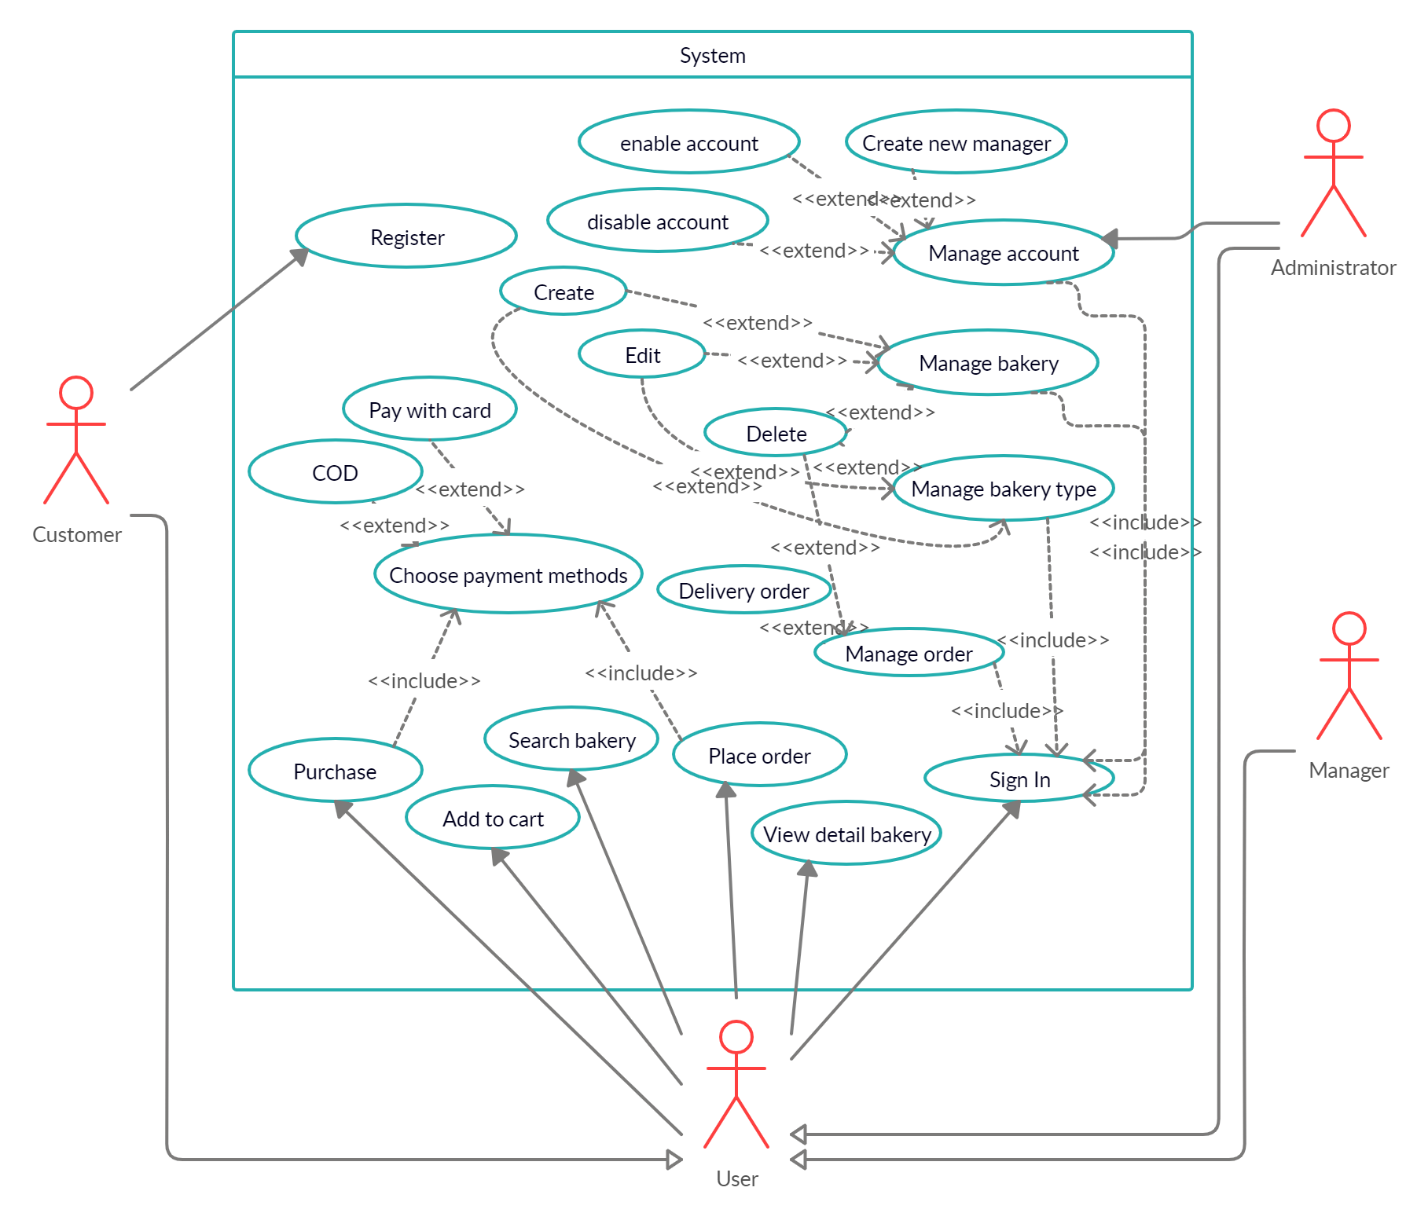 System
enable account
Create new manager
<<extend>>
<<extend>>
disable account
Register
<<extend>>
Manage account
Administrator
Create
<<extend>>
Edit
<<extend>>
Manage bakery
Pay with card
<<extend>>
Delete
COD
<<extend>>
<<extend>>
<<extend>>
<<extend>>
Manage bakery type
<<extend>>
<<include>>
Customer
<<extend>>
<<include>>
Choose payment methods
Delivery order
<<extend>>
<<include>>
Manage order
<<include>>
<<include>>
<<include>>
Search bakery
Place order
Purchase
Sign In
Manager
Add to cart
View detail bakery
User